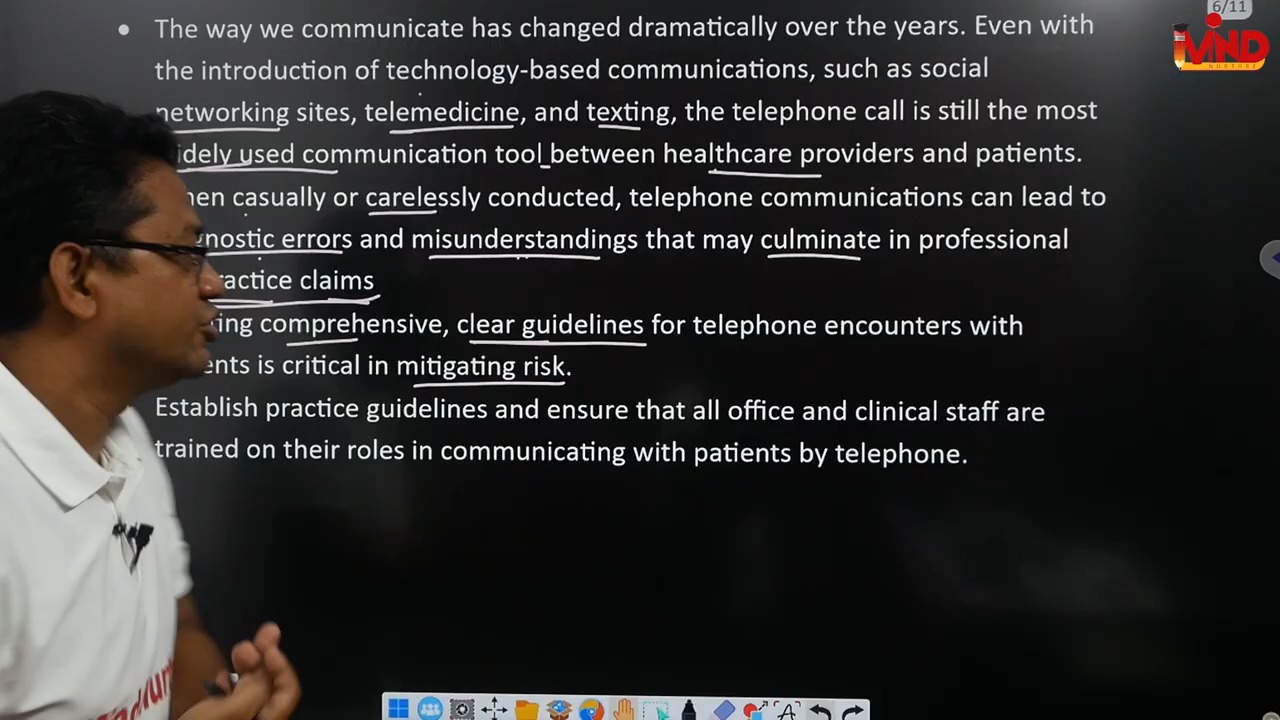 6/11
MIND
NURTURE
• The way we communicate has changed dramatically over the years. Even with
the introduction of technology-based communications, such as social
networking sites, telemedicine, and texting, the telephone call is still the most
idely used communication tool between healthcare providers and patients.
en casually or carelessly conducted, telephone communications can lead to
gnostic errors and misunderstandings that may culminate in professional
ractice claims
ing comprehensive, clear guidelines for telephone encounters with
ents is critical in mitigating risk.
Establish practice guidelines and ensure that all office and clinical staff are
trained on their roles in communicating with patients by telephone.